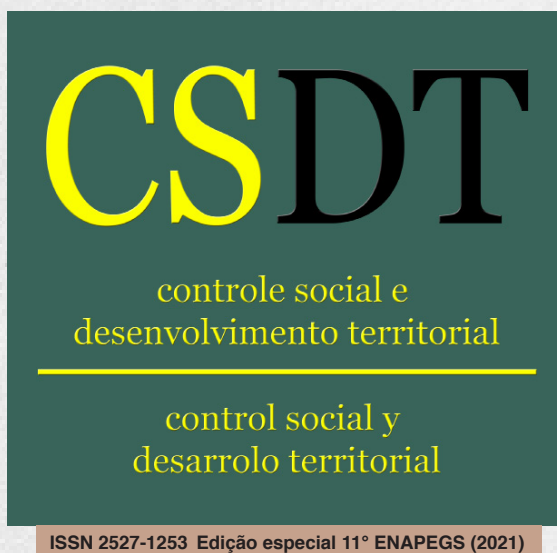 CSDT
controle social e
desenvolvimento territorial
control social y
desarrolo territorial
ISSN 2527-1253 Edição especial 11° ENAPEGS (2021)